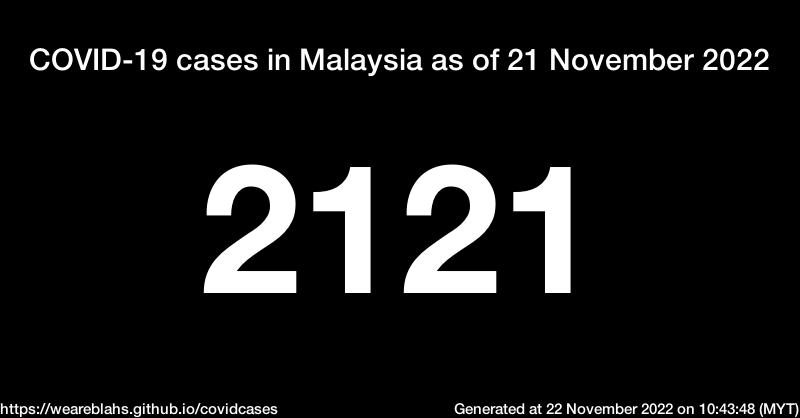 COVID-19 cases in Malaysia as of 21 November 2022
2121
https://weareblahs.github.io/covidcases
Generated at 22 November 2022 on 10:43:48 (MYT)